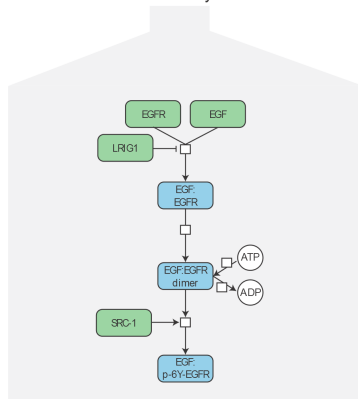 EGFR
EGF
LRIG1
EGF:
EGFR
EGF:EGFR
dimer
ATP
ADP
SRC-1
EGF:
p-6Y-EGFR